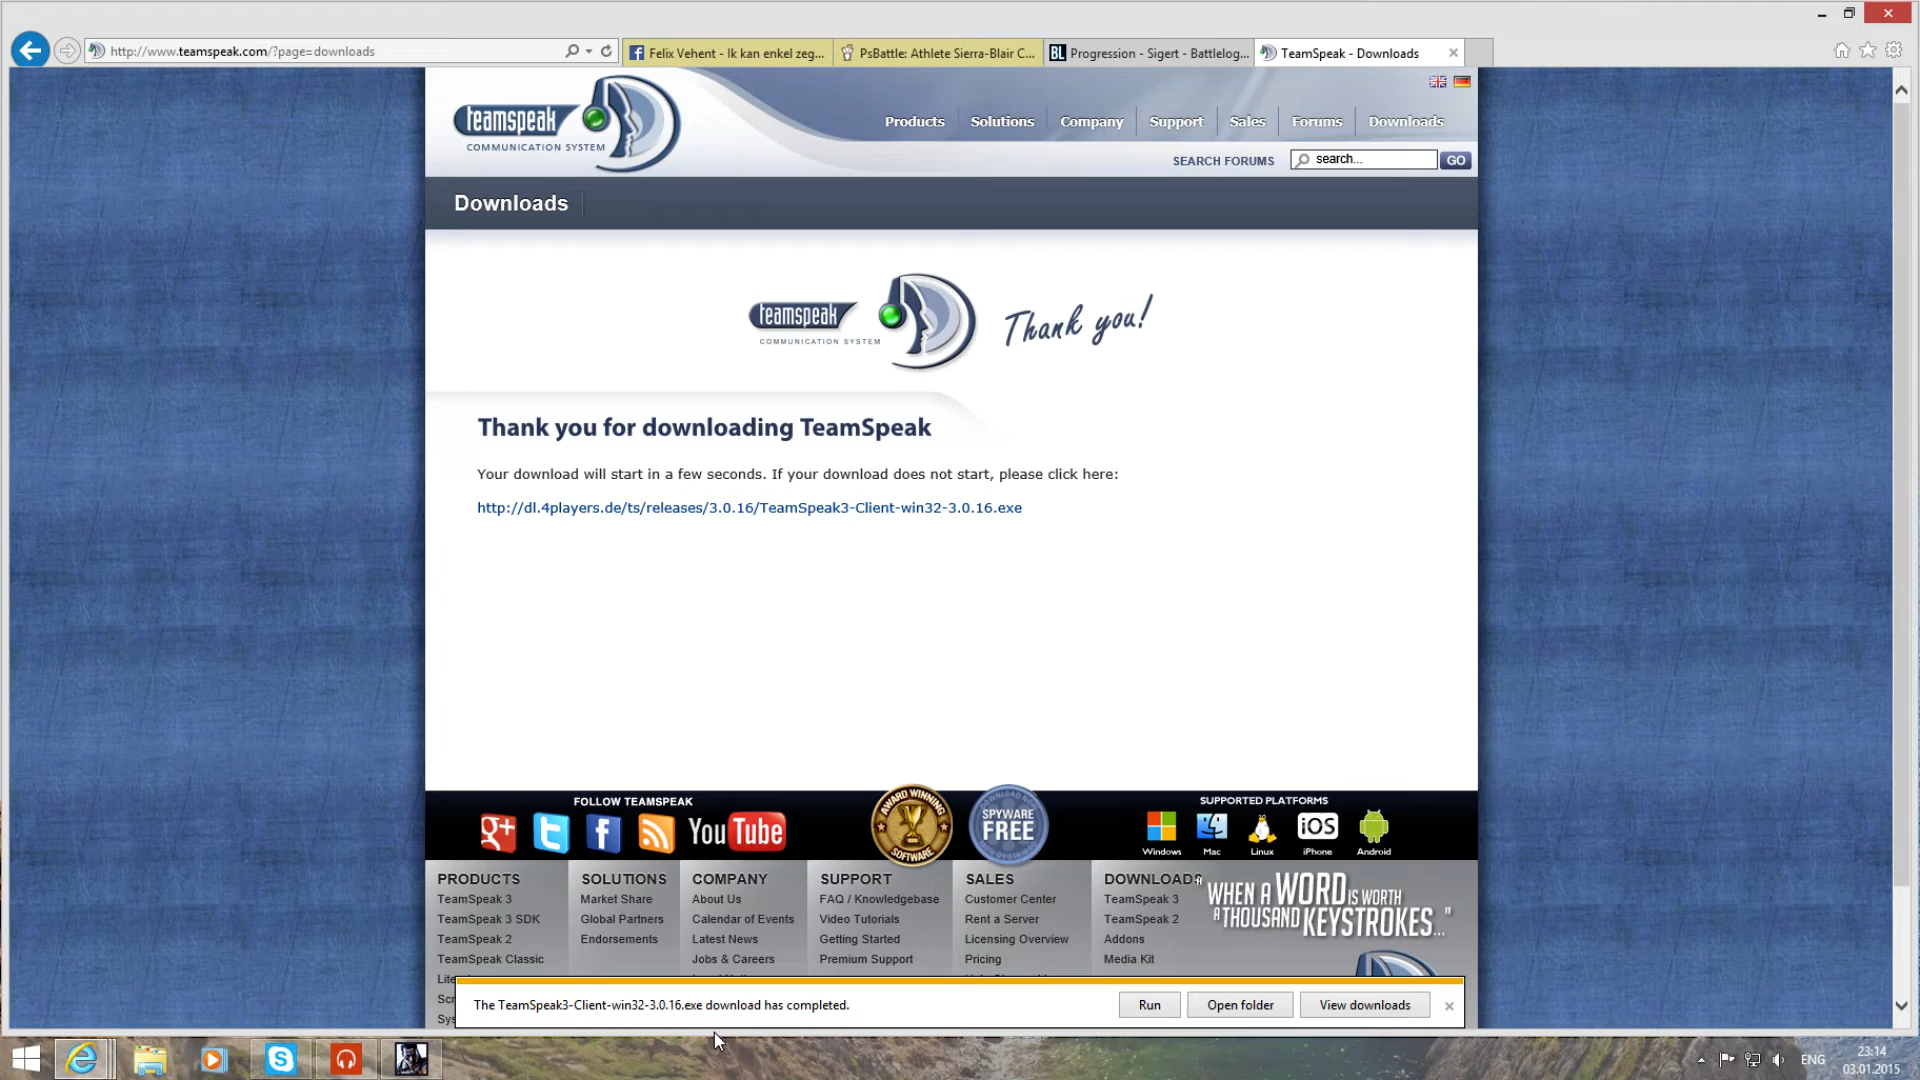 http://www.teamspeak.com/?page=downloads
Felix Vehent - Ik kan enkel zeg...
PsBattle: Athlete Sierra-Blair C...
BL Progression - Sigert - Battlelog...
TeamSpeak - Downloads
teamspeak
COMMUNICATION SYSTEM
Products
Solutions
Company
Support
Sales
Forums
Downloads
SEARCH FORUMS
search...
GO
Downloads
teamspeak
COMMUNICATION SYSTEM
Thank you!
Thank you for downloading TeamSpeak
Your download will start in a few seconds. If your download does not start, please click here:
http://dl.4players.de/ts/releases/3.0.16/TeamSpeak3-Client-win32-3.0.16.exe
FOLLOW TEAMSPEAK
g+
You Tube
AWARD WINNING
SOFTWARE
SPYWARE
FREE
SUPPORTED PLATFORMS
iOS
Windows
Mac
Linux
iPhone
Android
PRODUCTS
TeamSpeak 3
TeamSpeak 3 SDK
TeamSpeak 2
TeamSpeak Classic
SOLUTIONS
Market Share
Global Partners
Endorsements
COMPANY
About Us
Calendar of Events
Latest News
Jobs & Careers
SUPPORT
FAQ / Knowledgebase
Video Tutorials
Getting Started
Premium Support
SALES
Customer Center
Rent a Server
Licensing Overview
Pricing
DOWNLOADS
TeamSpeak 3
TeamSpeak 2
Addons
Media Kit
"WHEN A WORD IS WORTH
A THOUSAND KEYSTROKES..."
The TeamSpeak3-Client-win32-3.0.16.exe download has completed.
Run
Open folder
View downloads
ENG
23:14
03.01.2015